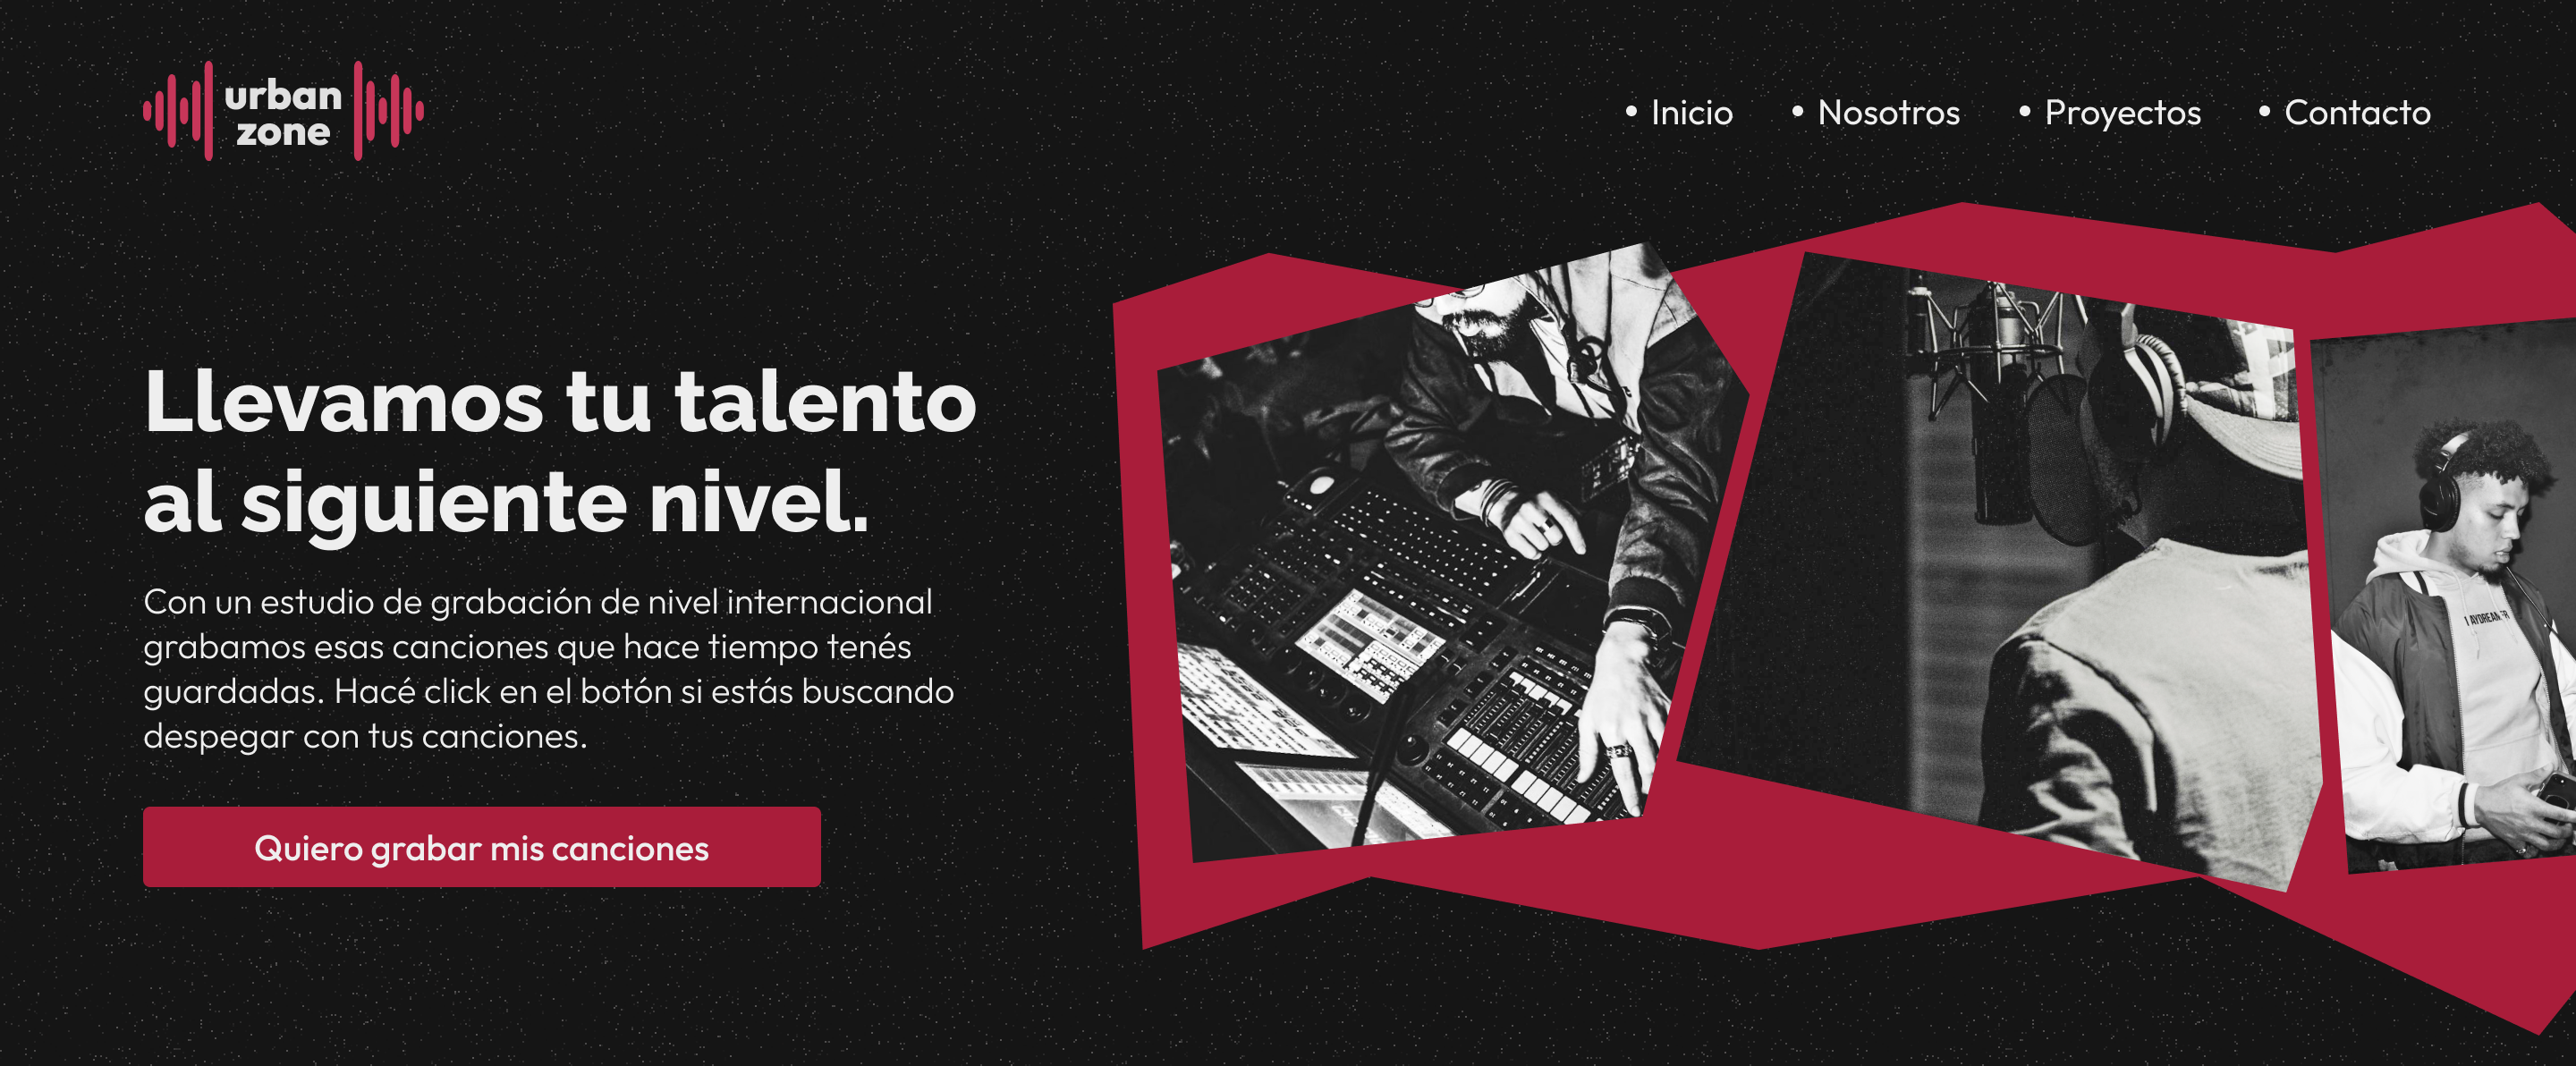 urban
zone
• Inicio • Nosotros • Proyectos • Contacto
Llevamos tu talento
al siguiente nivel.
Con un estudio de grabación de nivel internacional
grabamos esas canciones que hace tiempo tenés
guardadas. Hacé click en el botón si estás buscando
despegar con tus canciones.
Quiero grabar mis canciones